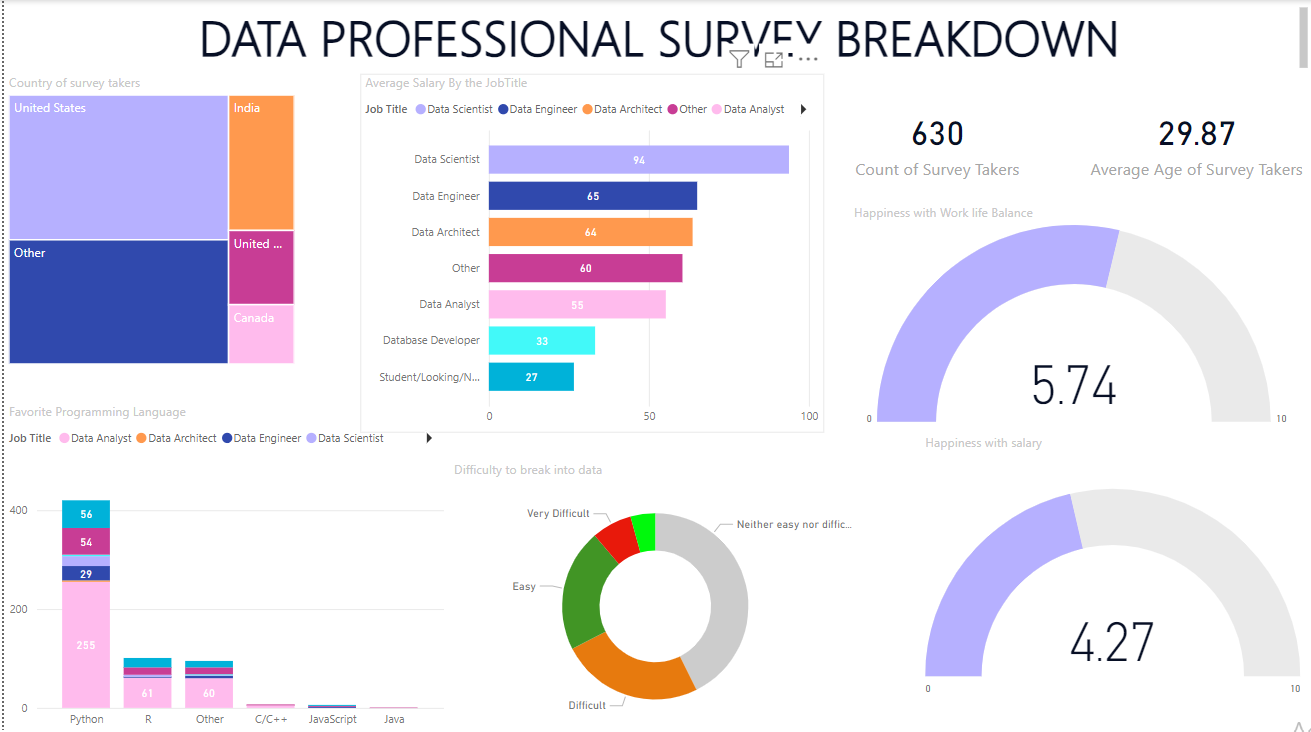 DATA PROFESSIONAL SURVEY BREAKDOWN
Country of survey takers
United States
India
Other
United ...
Canada
Average Salary By the JobTitle
Job Title Data Scientist Data Engineer Data Architect Other Data Analyst
Data Scientist 94
Data Engineer 65
Data Architect 64
Other 60
Data Analyst 55
Database Developer 33
Student/Looking/N... 27
0 50 100
630
Count of Survey Takers
29.87
Average Age of Survey Takers
Happiness with Work life Balance
5.74
0 10
Favorite Programming Language
Job Title Data Analyst Data Architect Data Engineer Data Scientist
400
200
0
56
54
29
255
61
60
Python R Other C/C++ JavaScript Java
Difficulty to break into data
Very Difficult
Neither easy nor diffic...
Easy
Difficult
Happiness with salary
4.27
0 10